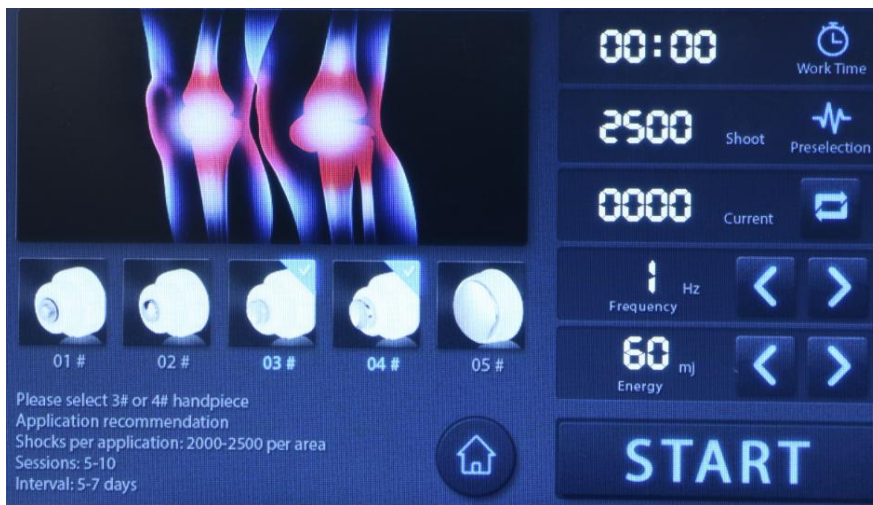 00:00
Work Time
2500 Shoot
Preselection
0000 Current
1 Hz
Frequency
60 mj
Energy
START
01 #
02 #
03 #
04 #
05 #
Please select 3# or 4# handpiece
Application recommendation
Shocks per application: 2000-2500 per area
Sessions: 5-10
Interval: 5-7 days